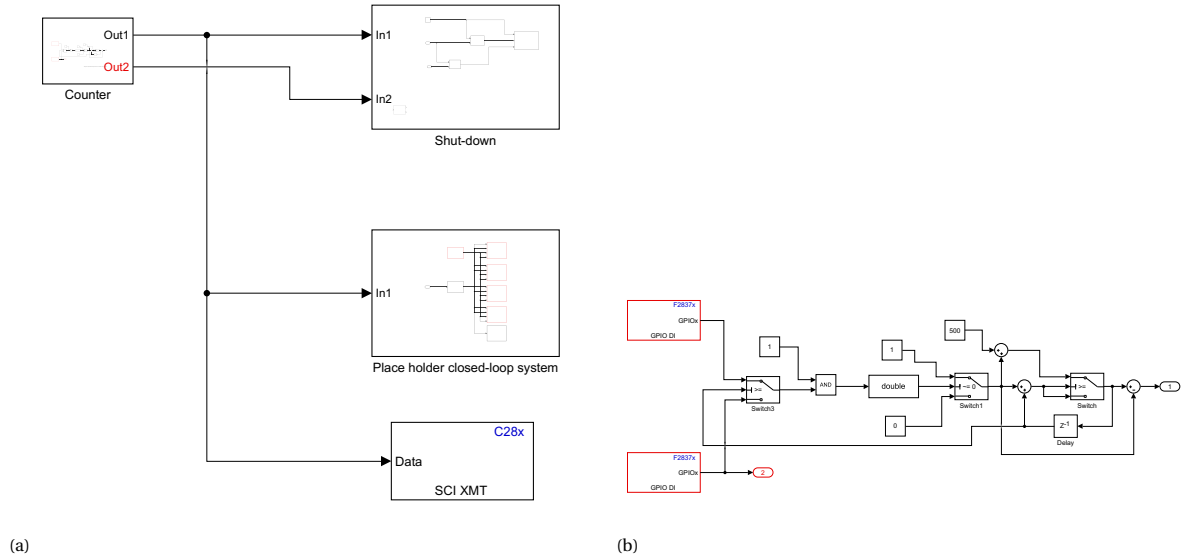 Out1
Out2
Counter
In1
In2
Shut-down
In1
Place holder closed-loop system
C28x
Data
SCI XMT
(a)
F2837x
GPIOx
GPIO DI
1
AND
double
1
0
500
>=
Switch3
~= 0
Switch1
>=
Switch
Z-1
Delay
1
F2837x
GPIOx
GPIO DI
2
(b)